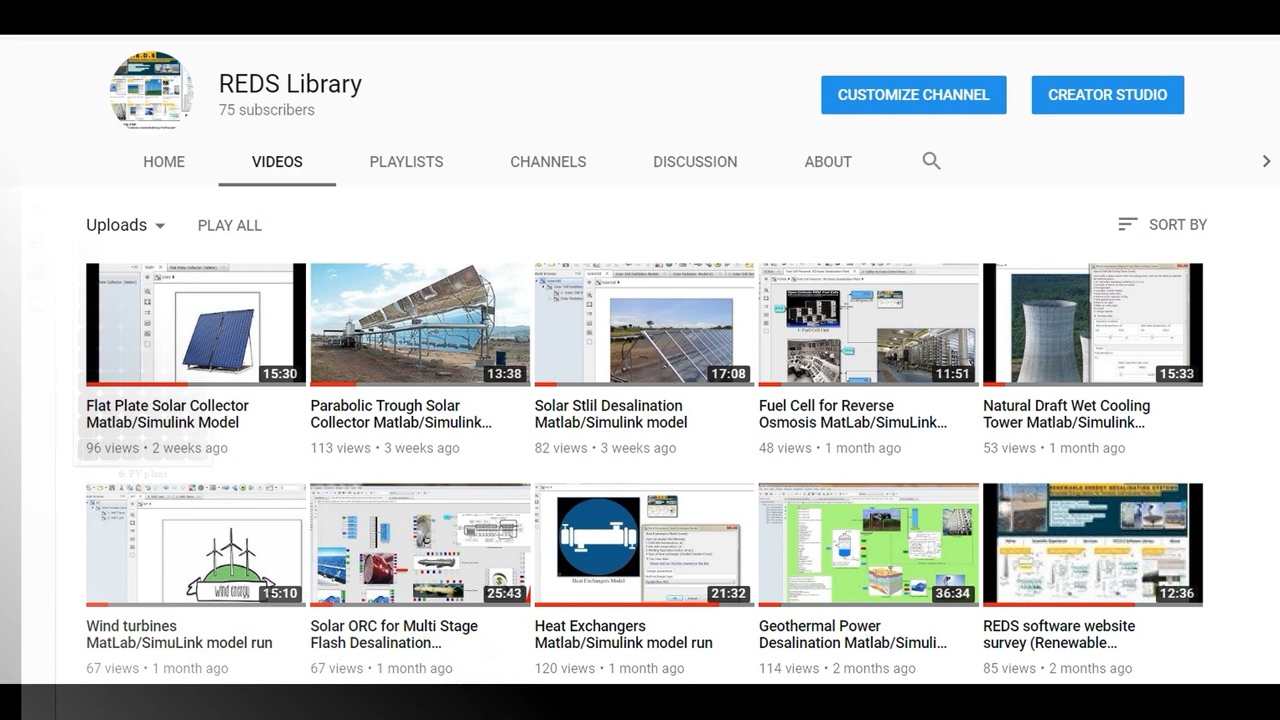 REDS Library
75 subscribers
CUSTOMIZE CHANNEL
CREATOR STUDIO
HOME VIDEOS PLAYLISTS CHANNELS DISCUSSION ABOUT
Uploads PLAY ALL SORT BY
15:30 13:38 17:08 11:51 15:33
Flat Plate Solar Collector
Matlab/Simulink Model
96 views • 2 weeks ago
Parabolic Trough Solar
Collector Matlab/Simulink...
113 views • 3 weeks ago
Solar Stlil Desalination
Matlab/Simulink model
82 views • 3 weeks ago
Fuel Cell for Reverse
Osmosis MatLab/SimuLink...
48 views • 1 month ago
Natural Draft Wet Cooling
Tower Matlab/Simulink...
53 views • 1 month ago
6: PV plant
wind energy
Heat Exchangers Model
15:10 25:43 21:32 36:34 12:36
Wind turbines
MatLab/SimuLink model run
67 views • 1 month ago
Solar ORC for Multi Stage
Flash Desalination...
67 views • 1 month ago
Heat Exchangers
Matlab/Simulink model run
120 views • 1 month ago
Geothermal Power
Desalination Matlab/Simuli...
114 views • 2 months ago
REDS software website
survey (Renewable...
85 views • 2 months ago